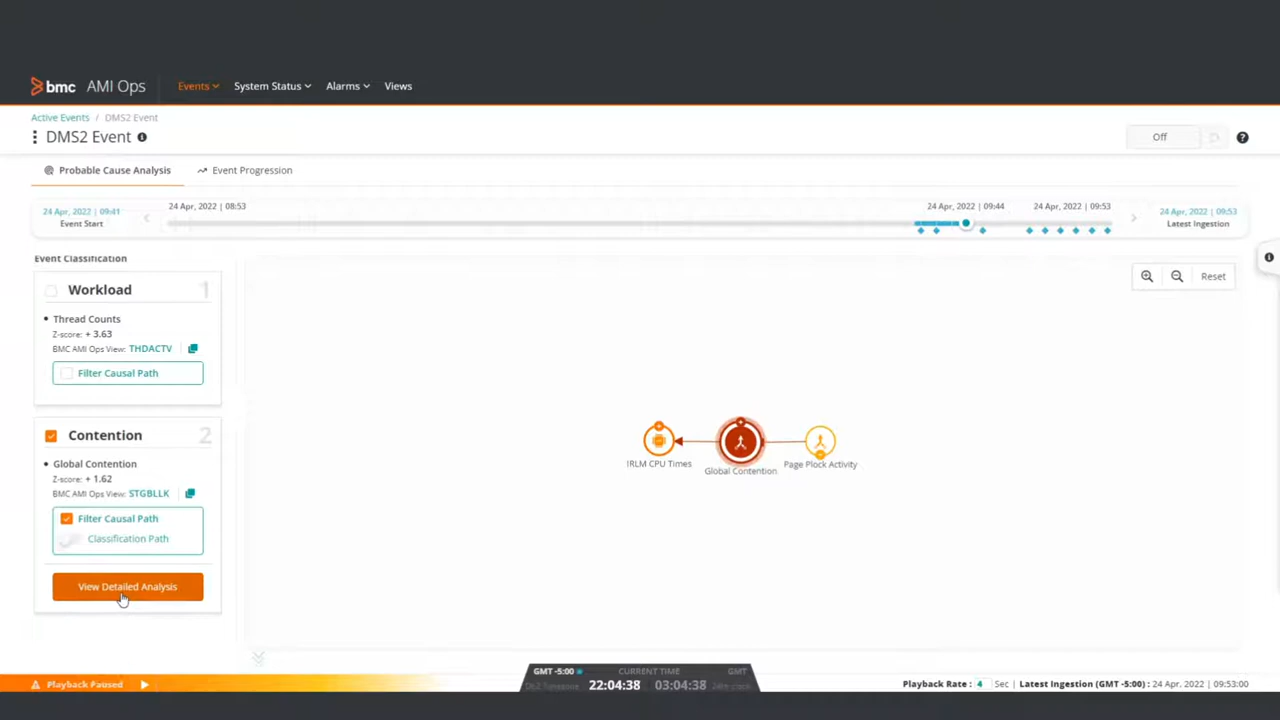 bmc AMI Ops Events System Status Alarms Views
Active Events / DMS2 Event
DMS2 Event
Off
Probable Cause Analysis Event Progression
24 Apr, 2022 | 09:41
Event Start
24 Apr, 2022 | 08:53
24 Apr, 2022 | 09:44
24 Apr, 2022 | 09:53
24 Apr, 2022 | 09:53
Latest Ingestion
Event Classification
Workload 1
Thread Counts
Z-score: + 3.63
BMC AMI Ops View: THDACTV
Filter Causal Path
Contention 2
Global Contention
Z-score: + 1.62
BMC AMI Ops View: STGBLLK
Filter Causal Path
Classification Path
View Detailed Analysis
Reset
IRLM CPU Times
Global Contention
Page Plock Activity
Playback Paused
GMT -5:00 CURRENT TIME GMT
Db2 Timezone 22:04:38 03:04:38 24hr clock
Playback Rate : 4 Sec | Latest Ingestion (GMT -5:00) : 24 Apr, 2022 | 09:53:00